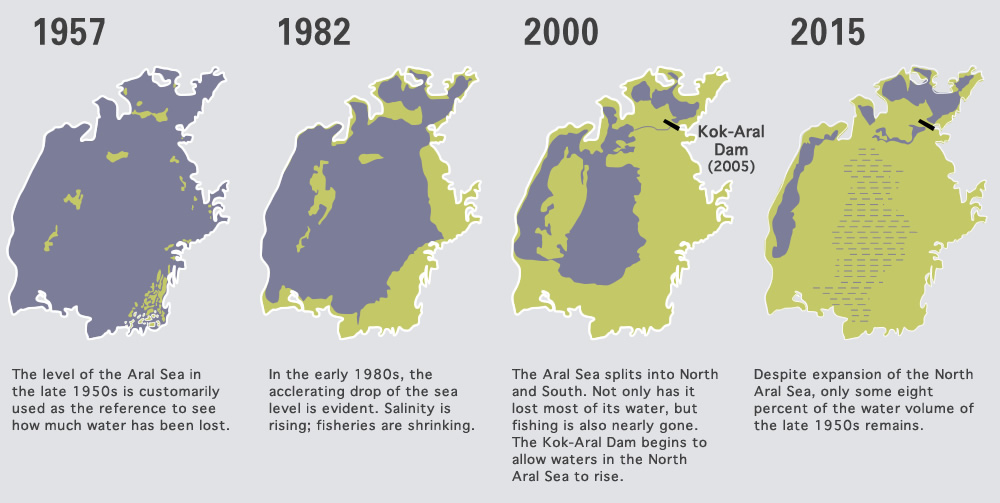 1957
The level of the Aral Sea in
the late 1950s is customarily
used as the reference to see
how much water has been lost.
1982
In the early 1980s, the
acclerating drop of the sea
level is evident. Salinity is
rising; fisheries are shrinking.
2000
Kok-Aral
Dam
(2005)
The Aral Sea splits into North
and South. Not only has it
lost most of its water, but
fishing is also nearly gone.
The Kok-Aral Dam begins to
allow waters in the North
Aral Sea to rise.
2015
Despite expansion of the North
Aral Sea, only some eight
percent of the water volume of
the late 1950s remains.